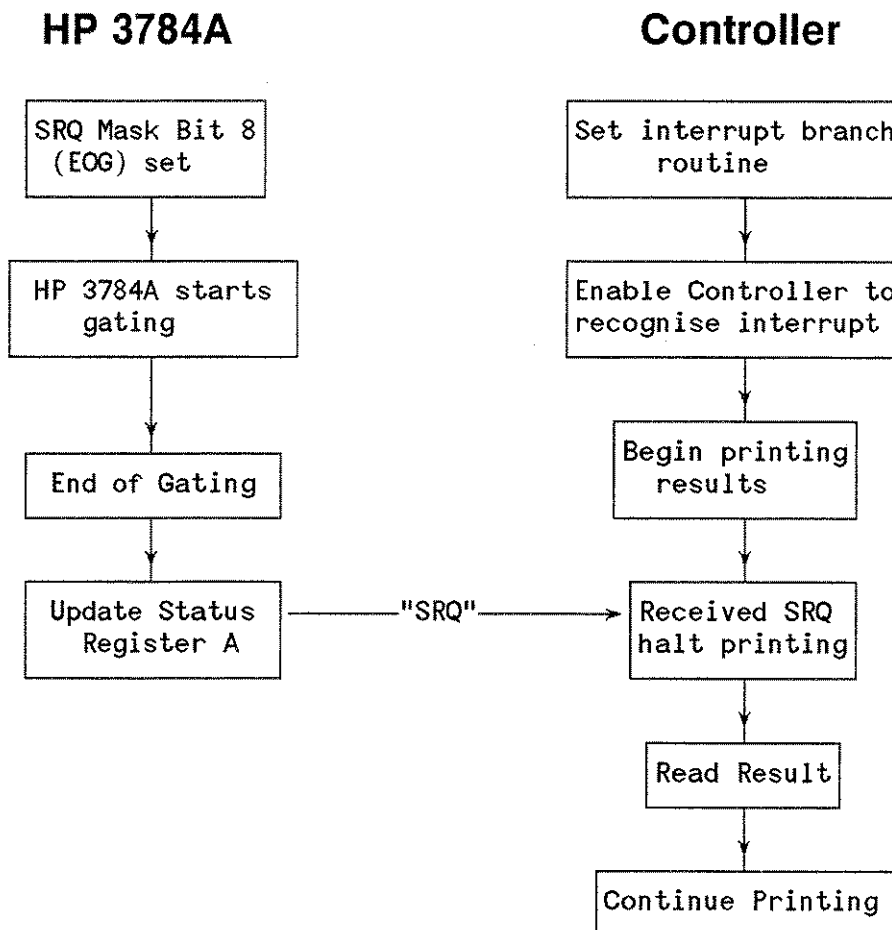 HP 3784A
Controller
SRQ Mask Bit 8
(EOG) set
HP 3784A starts
gating
End of Gating
Update Status
Register A
"SRQ"
Set interrupt branch
routine
Enable Controller to
recognise interrupt
Begin printing
results
Received SRQ
halt printing
Read Result
Continue Printing